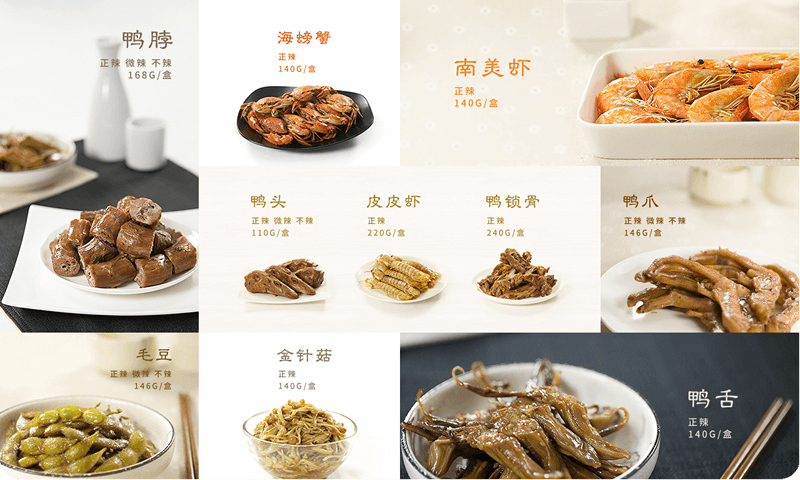 鸭脖
正辣 微辣 不辣
168G/盒
海螃蟹
正辣
140G/盒
南美虾
正辣
140G/盒
鸭头
正辣 微辣 不辣
110G/盒
皮皮虾
正辣
220G/盒
鸭锁骨
正辣
240G/盒
鸭爪
正辣 微辣 不辣
146G/盒
毛豆
正辣 微辣 不辣
146G/盒
金针菇
正辣
140G/盒
鸭舌
正辣
140G/盒